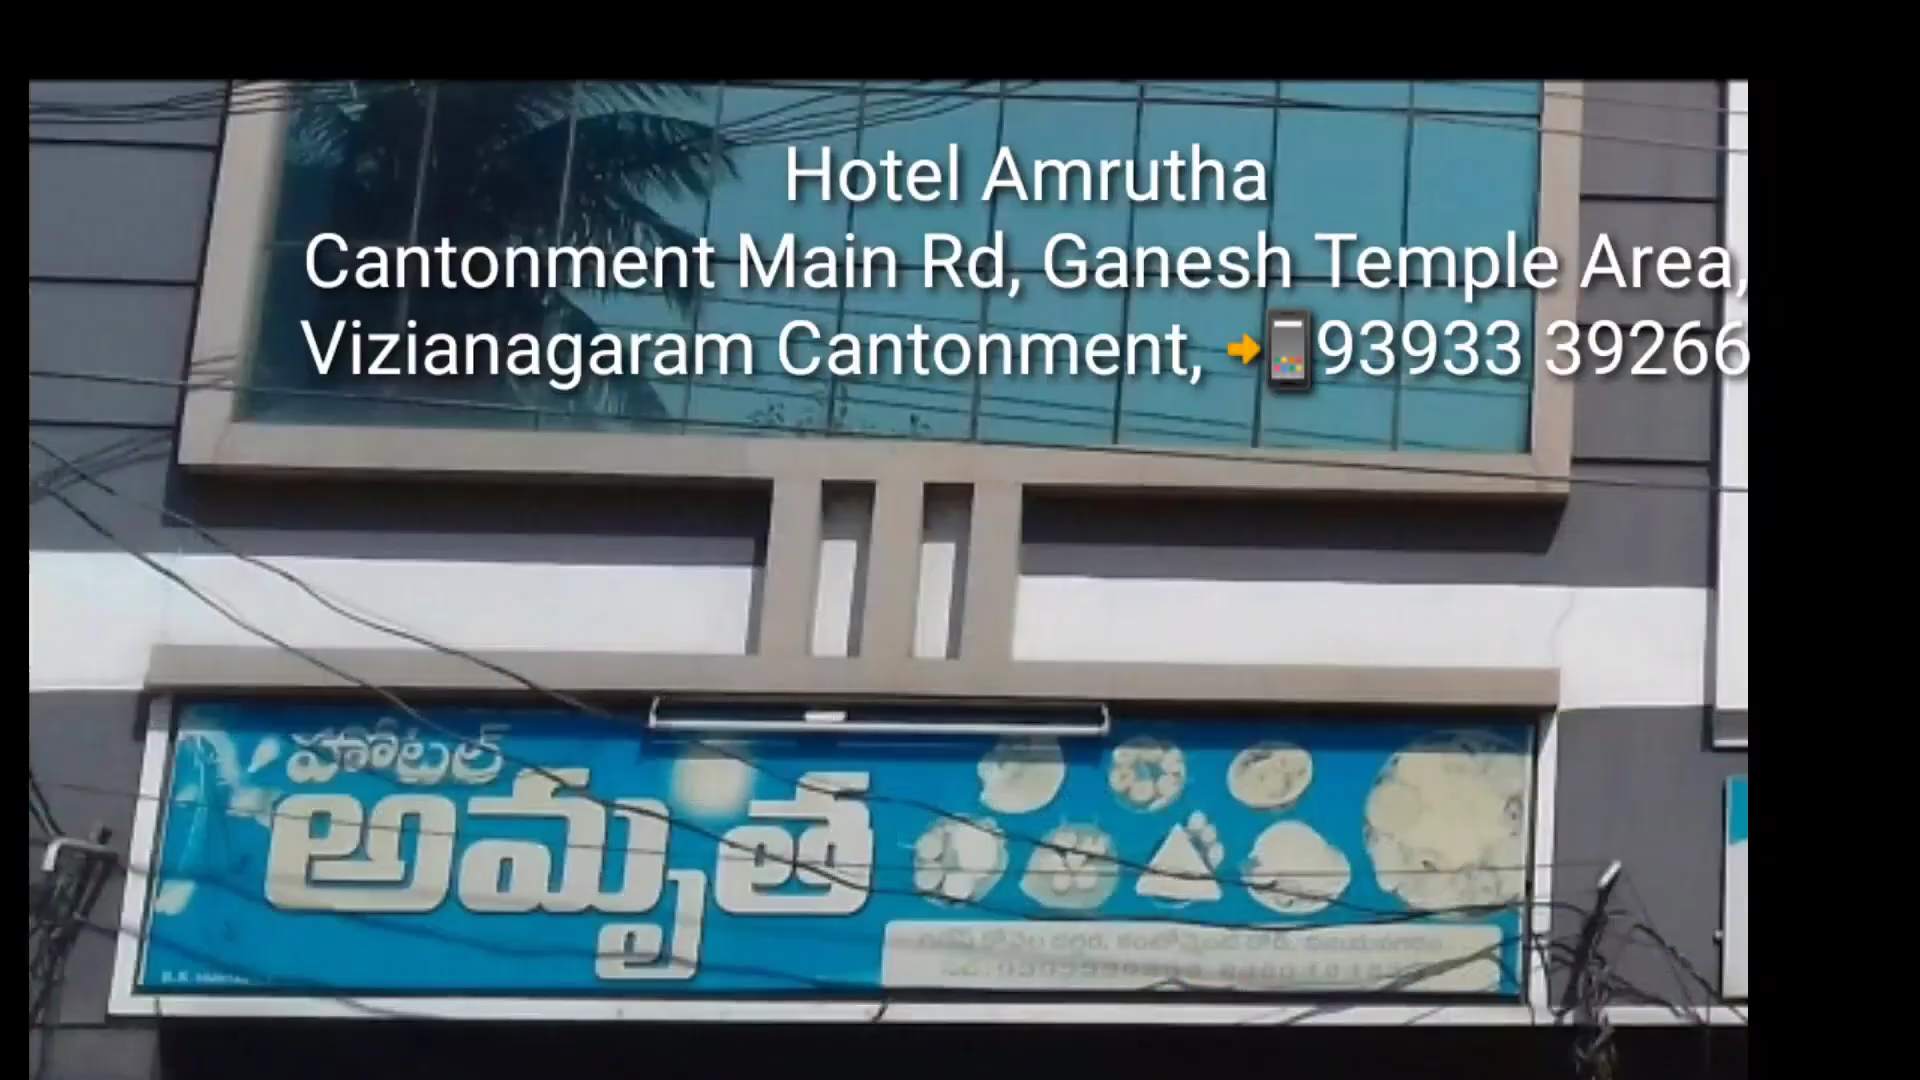 Hotel Amrutha
Cantonment Main Rd, Ganesh Temple Area,
Vizianagaram Cantonment, ➜📱93933 39266
హోటల్
అమృత